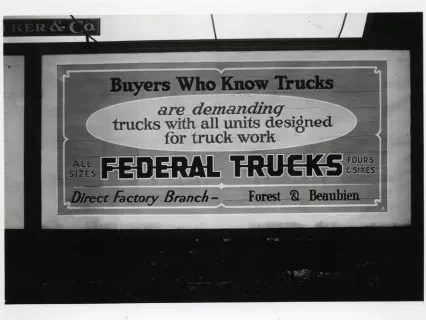 KER & CO.
Buyers Who Know Trucks
are demanding
trucks with all units designed
for truck work
ALL SIZES FEDERAL TRUCKS FOURS & SIXES
Direct Factory Branch - Forest & Beaubien